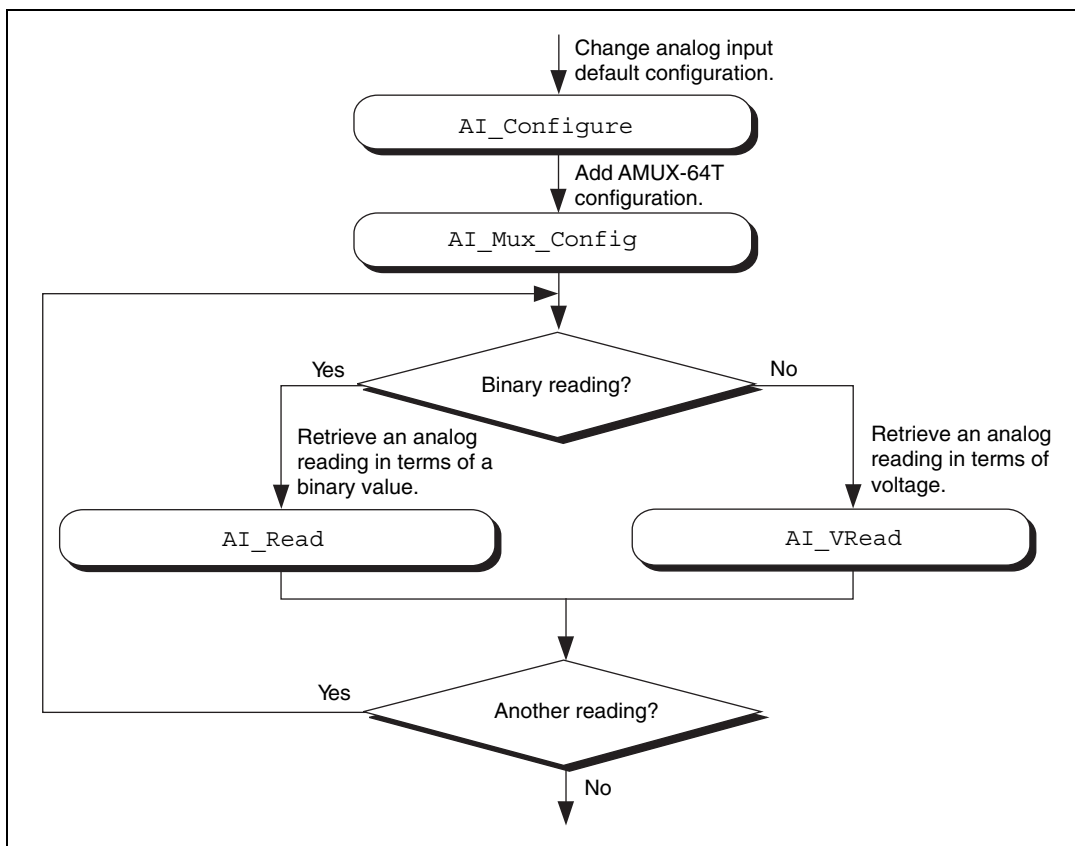 Change analog input
default configuration.
AI_Configure
Add AMUX-64T
configuration.
AI_Mux_Config
Yes
Binary reading?
No
Retrieve an analog
reading in terms of a
binary value.
Retrieve an analog
reading in terms of
voltage.
AI_Read
AI_VRead
Yes
Another reading?
No